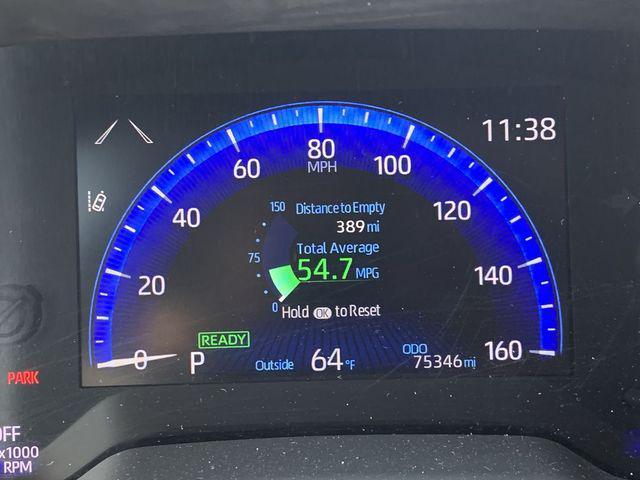 11:38
80
MPH
60
100
150
Distance to Empty
389 mi
40
120
Total Average
75
54.7 MPG
20
140
0
Hold OK to Reset
READY
0
P
Outside
64 °F
ODO
75346 mi
160
PARK
OFF
x1000
RPM